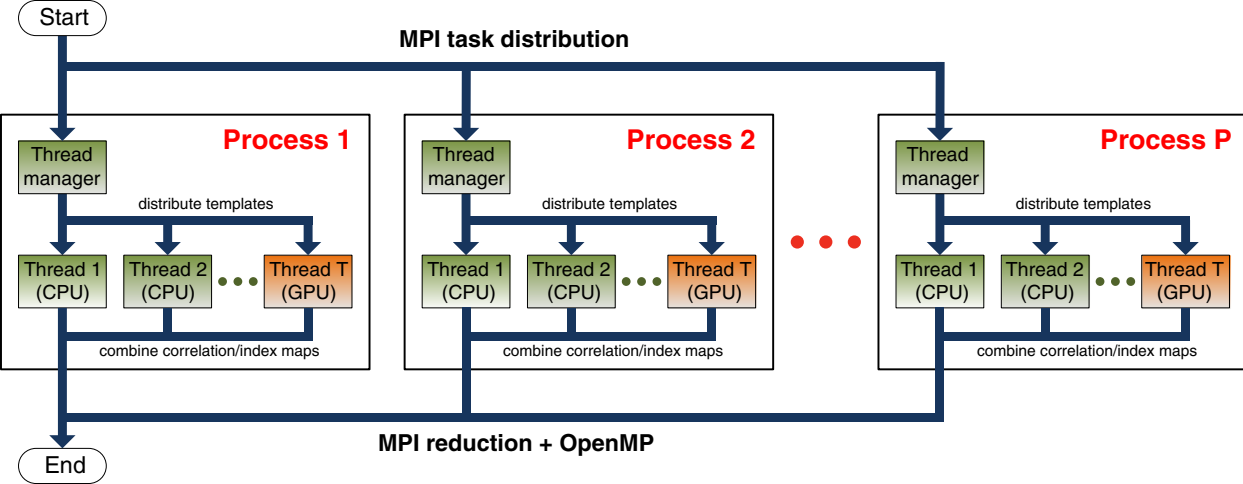 Start
MPI task distribution
Process 1
Thread
manager
distribute templates
Thread 1
(CPU)
Thread 2
(CPU)
Thread T
(GPU)
combine correlation/index maps
Process 2
Thread
manager
distribute templates
Thread 1
(CPU)
Thread 2
(CPU)
Thread T
(GPU)
combine correlation/index maps
Process P
Thread
manager
distribute templates
Thread 1
(CPU)
Thread 2
(CPU)
Thread T
(GPU)
combine correlation/index maps
MPI reduction + OpenMP
End